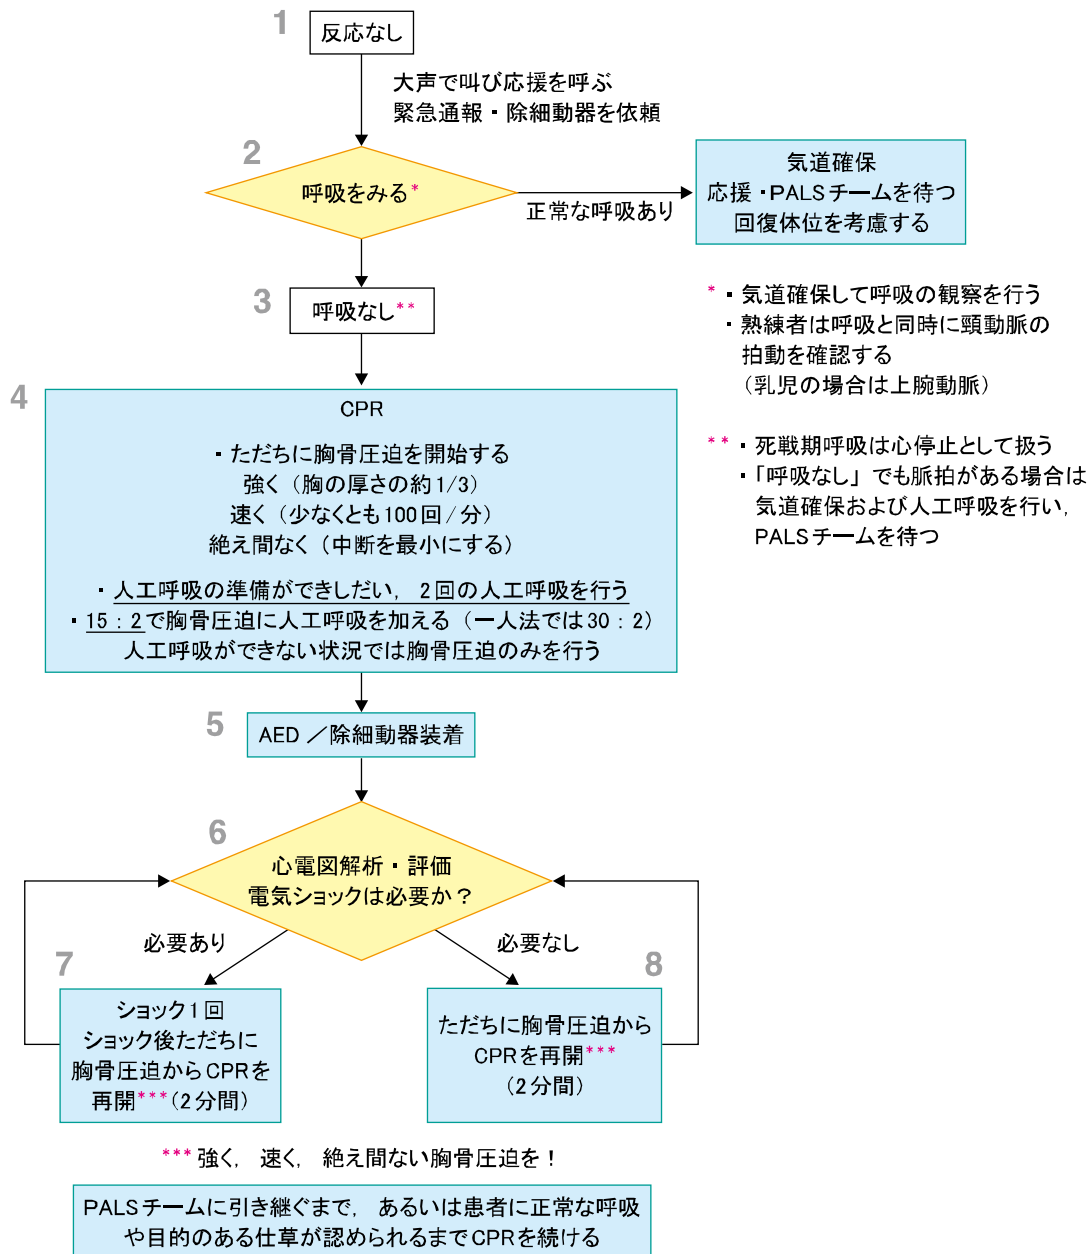 1
反応なし
大声で叫び応援を呼ぶ
緊急通報・除細動器を依頼
2
呼吸をみる*
正常な呼吸あり
気道確保
応援・PALSチームを待つ
回復体位を考慮する
3
呼吸なし**
*・気道確保して呼吸の観察を行う
・熟練者は呼吸と同時に頸動脈の
拍動を確認する
（乳児の場合は上腕動脈）
**・死戦期呼吸は心停止として扱う
・「呼吸なし」でも脈拍がある場合は
気道確保および人工呼吸を行い，
PALSチームを待つ
4
CPR
・ただちに胸骨圧迫を開始する
強く（胸の厚さの約1/3）
速く（少なくとも100回/分）
絶え間なく（中断を最小にする）
・人工呼吸の準備ができしだい，2回の人工呼吸を行う
・15：2で胸骨圧迫に人工呼吸を加える（一人法では30：2）
人工呼吸ができない状況では胸骨圧迫のみを行う
5
AED／除細動器装着
6
心電図解析・評価
電気ショックは必要か？
必要あり
必要なし
7
ショック1回
ショック後ただちに
胸骨圧迫からCPRを
再開***(2分間)
8
ただちに胸骨圧迫から
CPRを再開***
(2分間)
***強く，速く，絶え間ない胸骨圧迫を！
PALSチームに引き継ぐまで，あるいは患者に正常な呼吸
や目的のある仕草が認められるまでCPRを続ける